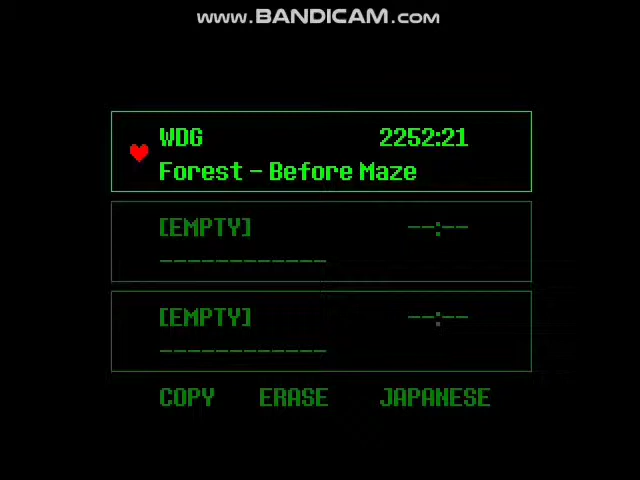 www.BANDICAM.com
WDG 2252:21
Forest - Before Maze
[EMPTY] --:--
------------
[EMPTY] --:--
------------
COPY ERASE JAPANESE